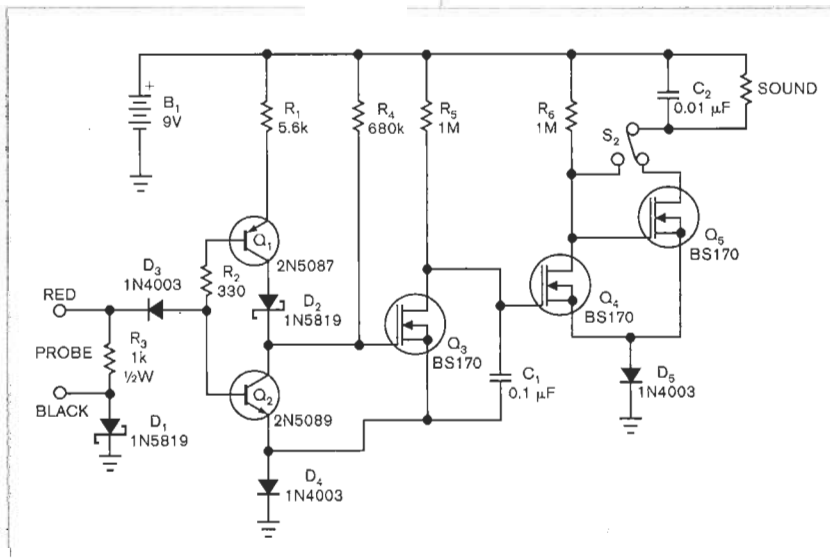 +
B1
9V
R1
5.6k
R4
680k
R5
1M
R6
1M
C2
0.01 µF
SOUND
S2
Q1
2N5087
Q5
BS170
D3
1N4003
R2
330
D2
1N5819
Q4
BS170
RED
PROBE
R3
1k
½W
BLACK
Q3
BS170
C1
0.1 µF
Q2
2N5089
D1
1N5819
D5
1N4003
D4
1N4003